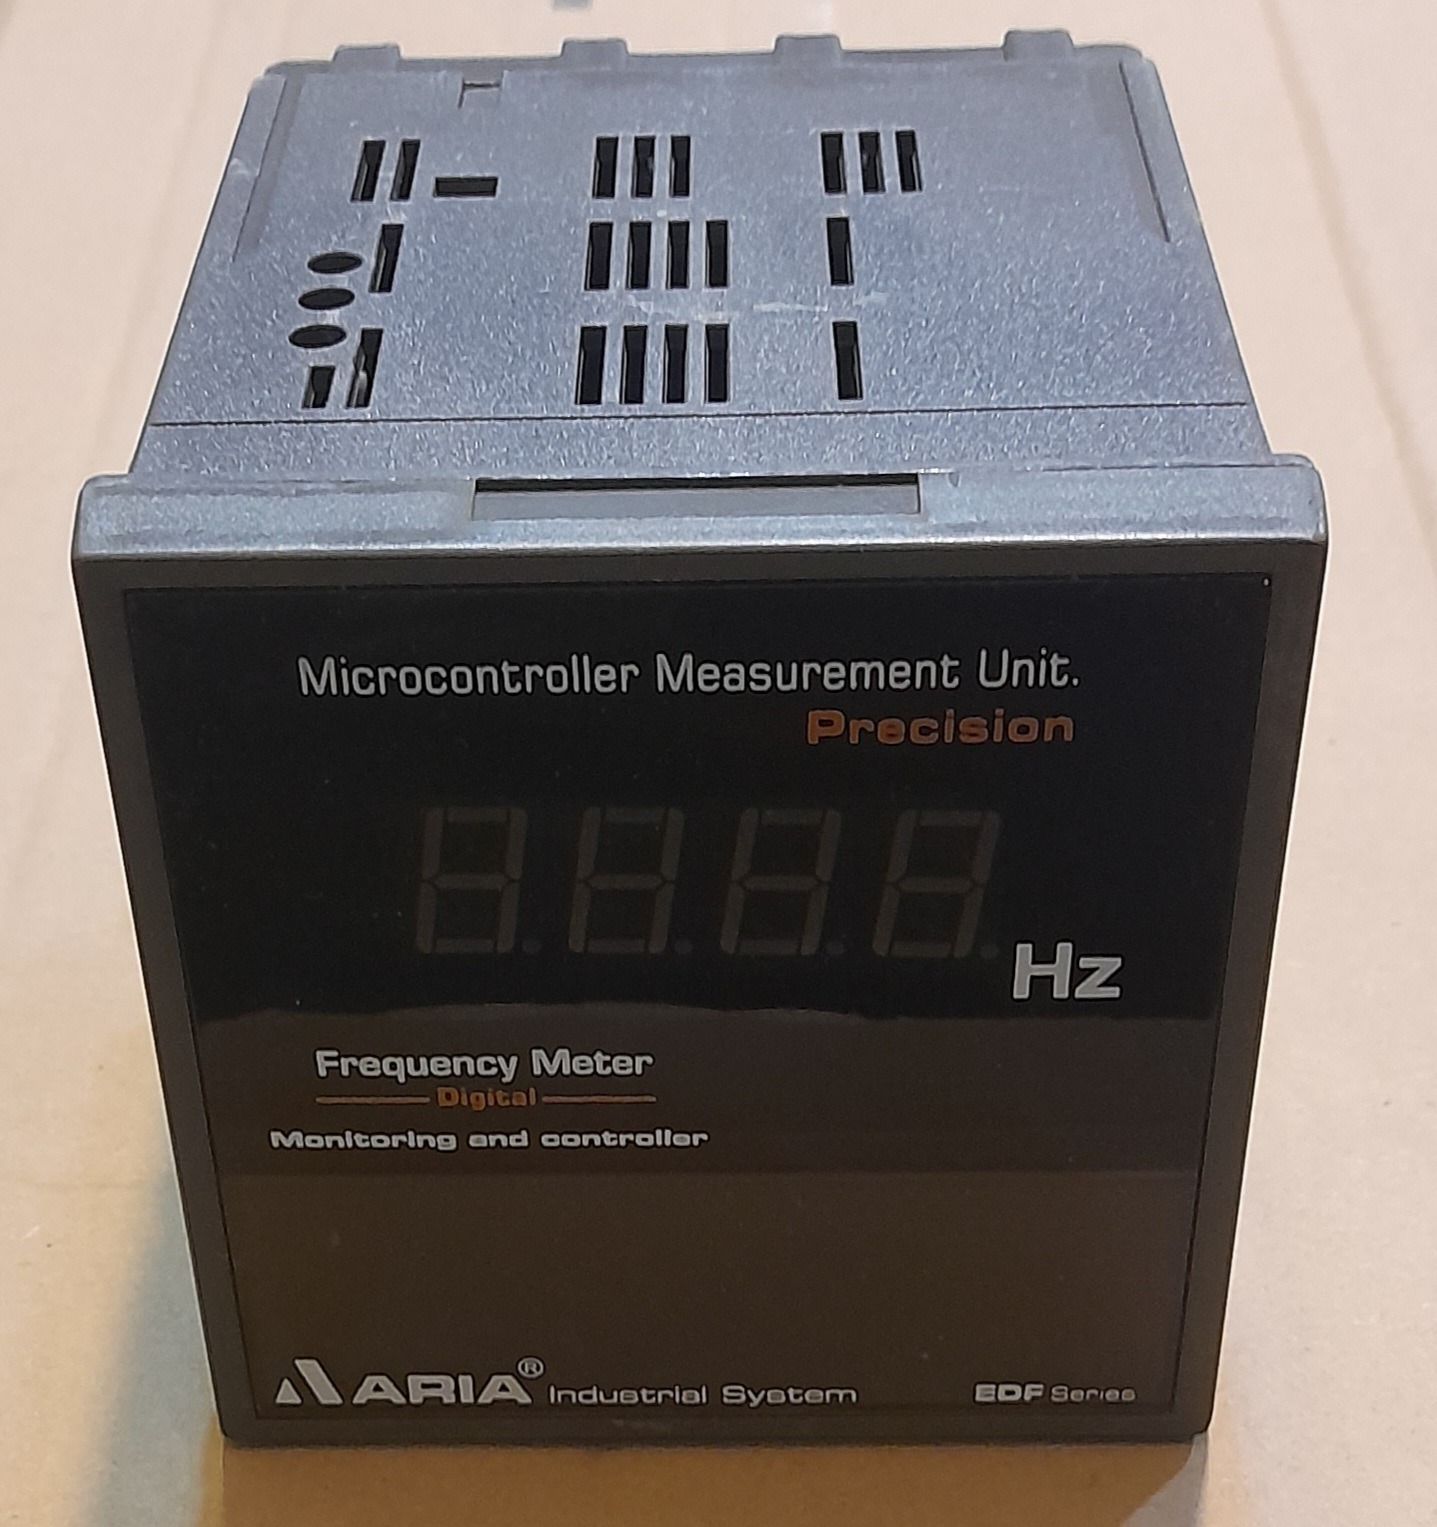 Microcontroller Measurement Unit.
Precision
Hz
Frequency Meter
Digital
Monitoring and controller
ARIA® Industrial System
EDF Series